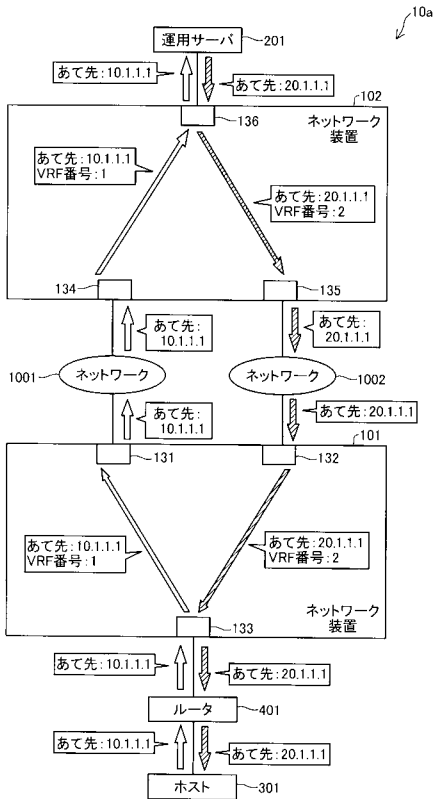 10a
運用サーバ
201
あて先:10.1.1.1
あて先:20.1.1.1
102
136
ネットワーク
装置
あて先:10.1.1.1
VRF番号:1
あて先:20.1.1.1
VRF番号:2
134
135
あて先:
10.1.1.1
あて先:
20.1.1.1
1001
ネットワーク
ネットワーク
1002
あて先:
10.1.1.1
あて先:20.1.1.1
101
131
132
あて先:10.1.1.1
VRF番号:1
あて先:20.1.1.1
VRF番号:2
ネットワーク
装置
133
あて先:10.1.1.1
あて先:20.1.1.1
ルータ
401
あて先:10.1.1.1
あて先:20.1.1.1
ホスト
301